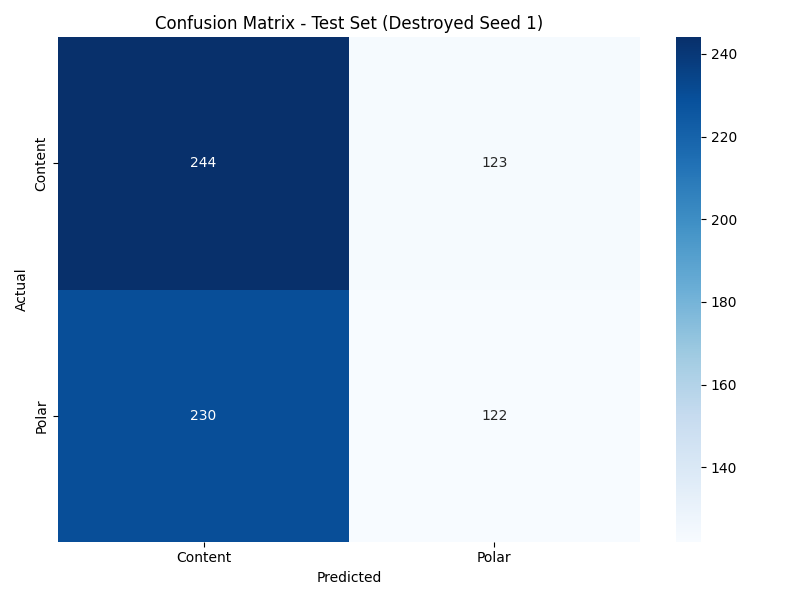 Confusion Matrix - Test Set (Destroyed Seed 1)
Actual
Content
244
123
Polar
230
122
Content
Polar
Predicted
240
220
200
180
160
140